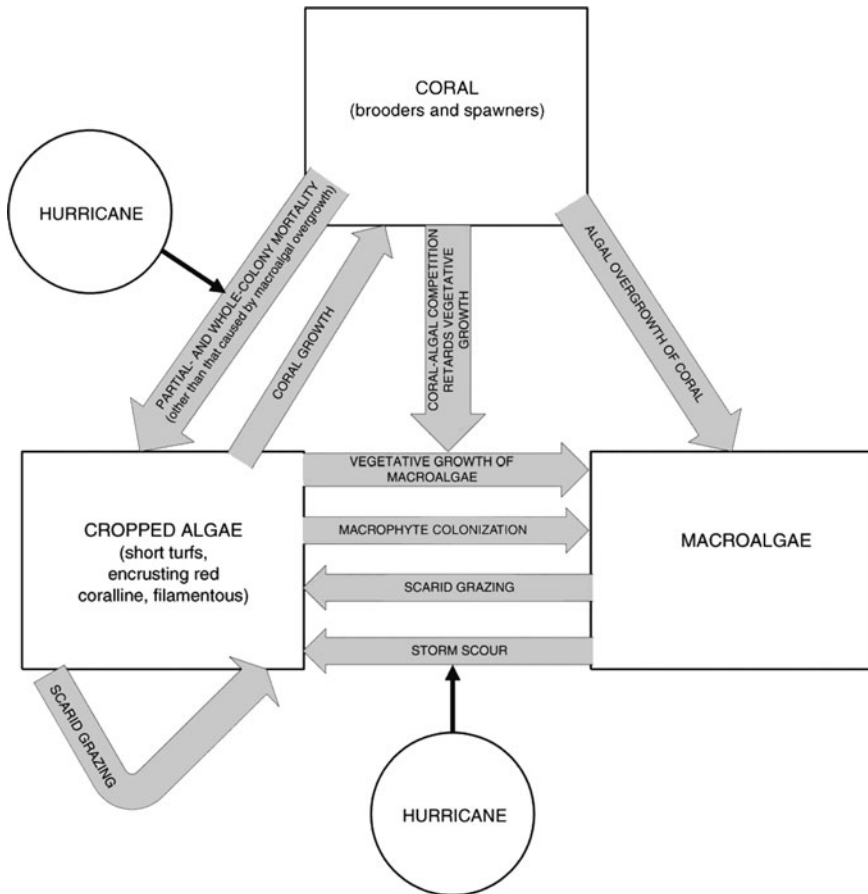 CORAL
(brooders and spawners)
HURRICANE
PARTIAL- AND WHOLE-COLONY MORTALITY
(other than that caused by macroalgal overgrowth)
CORAL GROWTH
CORAL-ALGAL COMPETITION
RETARDS VEGETATIVE
GROWTH
ALGAL OVERGROWTH OF CORAL
CROPPED ALGAE
(short turfs,
encrusting red
coralline, filamentous)
VEGETATIVE GROWTH OF
MACROALGAE
MACROPHYTE COLONIZATION
SCARID GRAZING
STORM SCOUR
MACROALGAE
SCARID GRAZING
HURRICANE